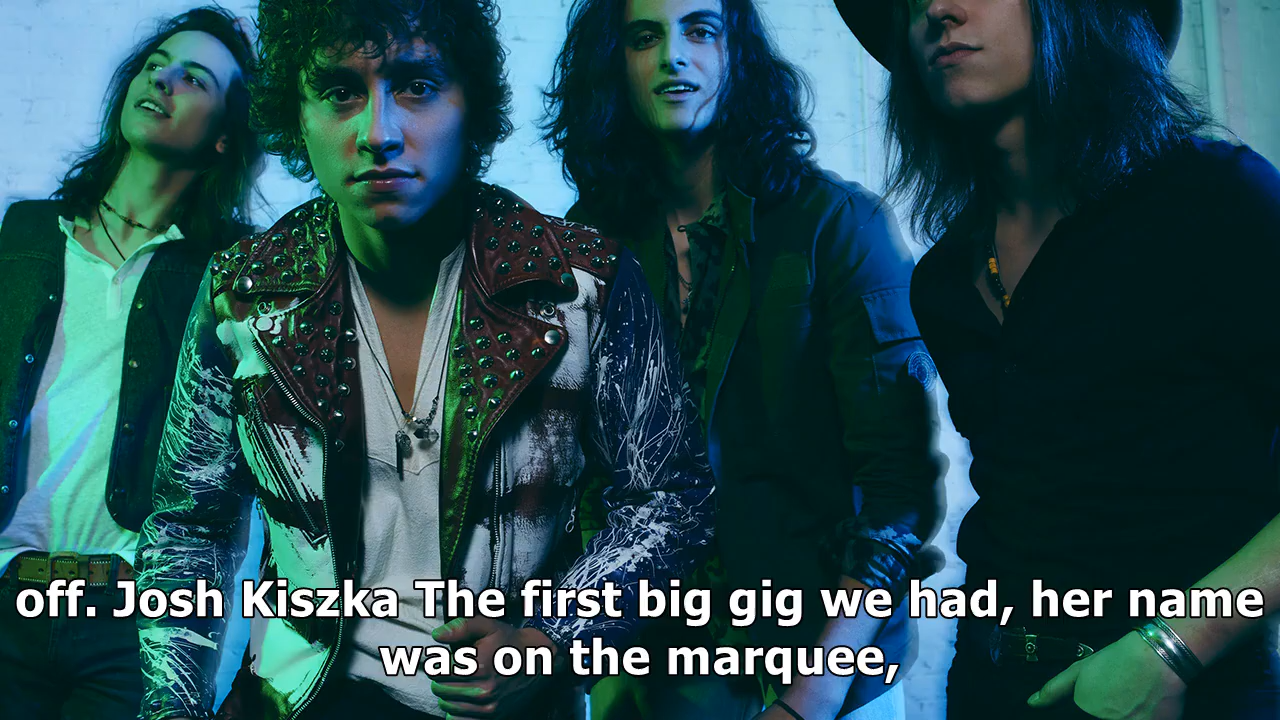 off. Josh Kiszka The first big gig we had, her name
was on the marquee,